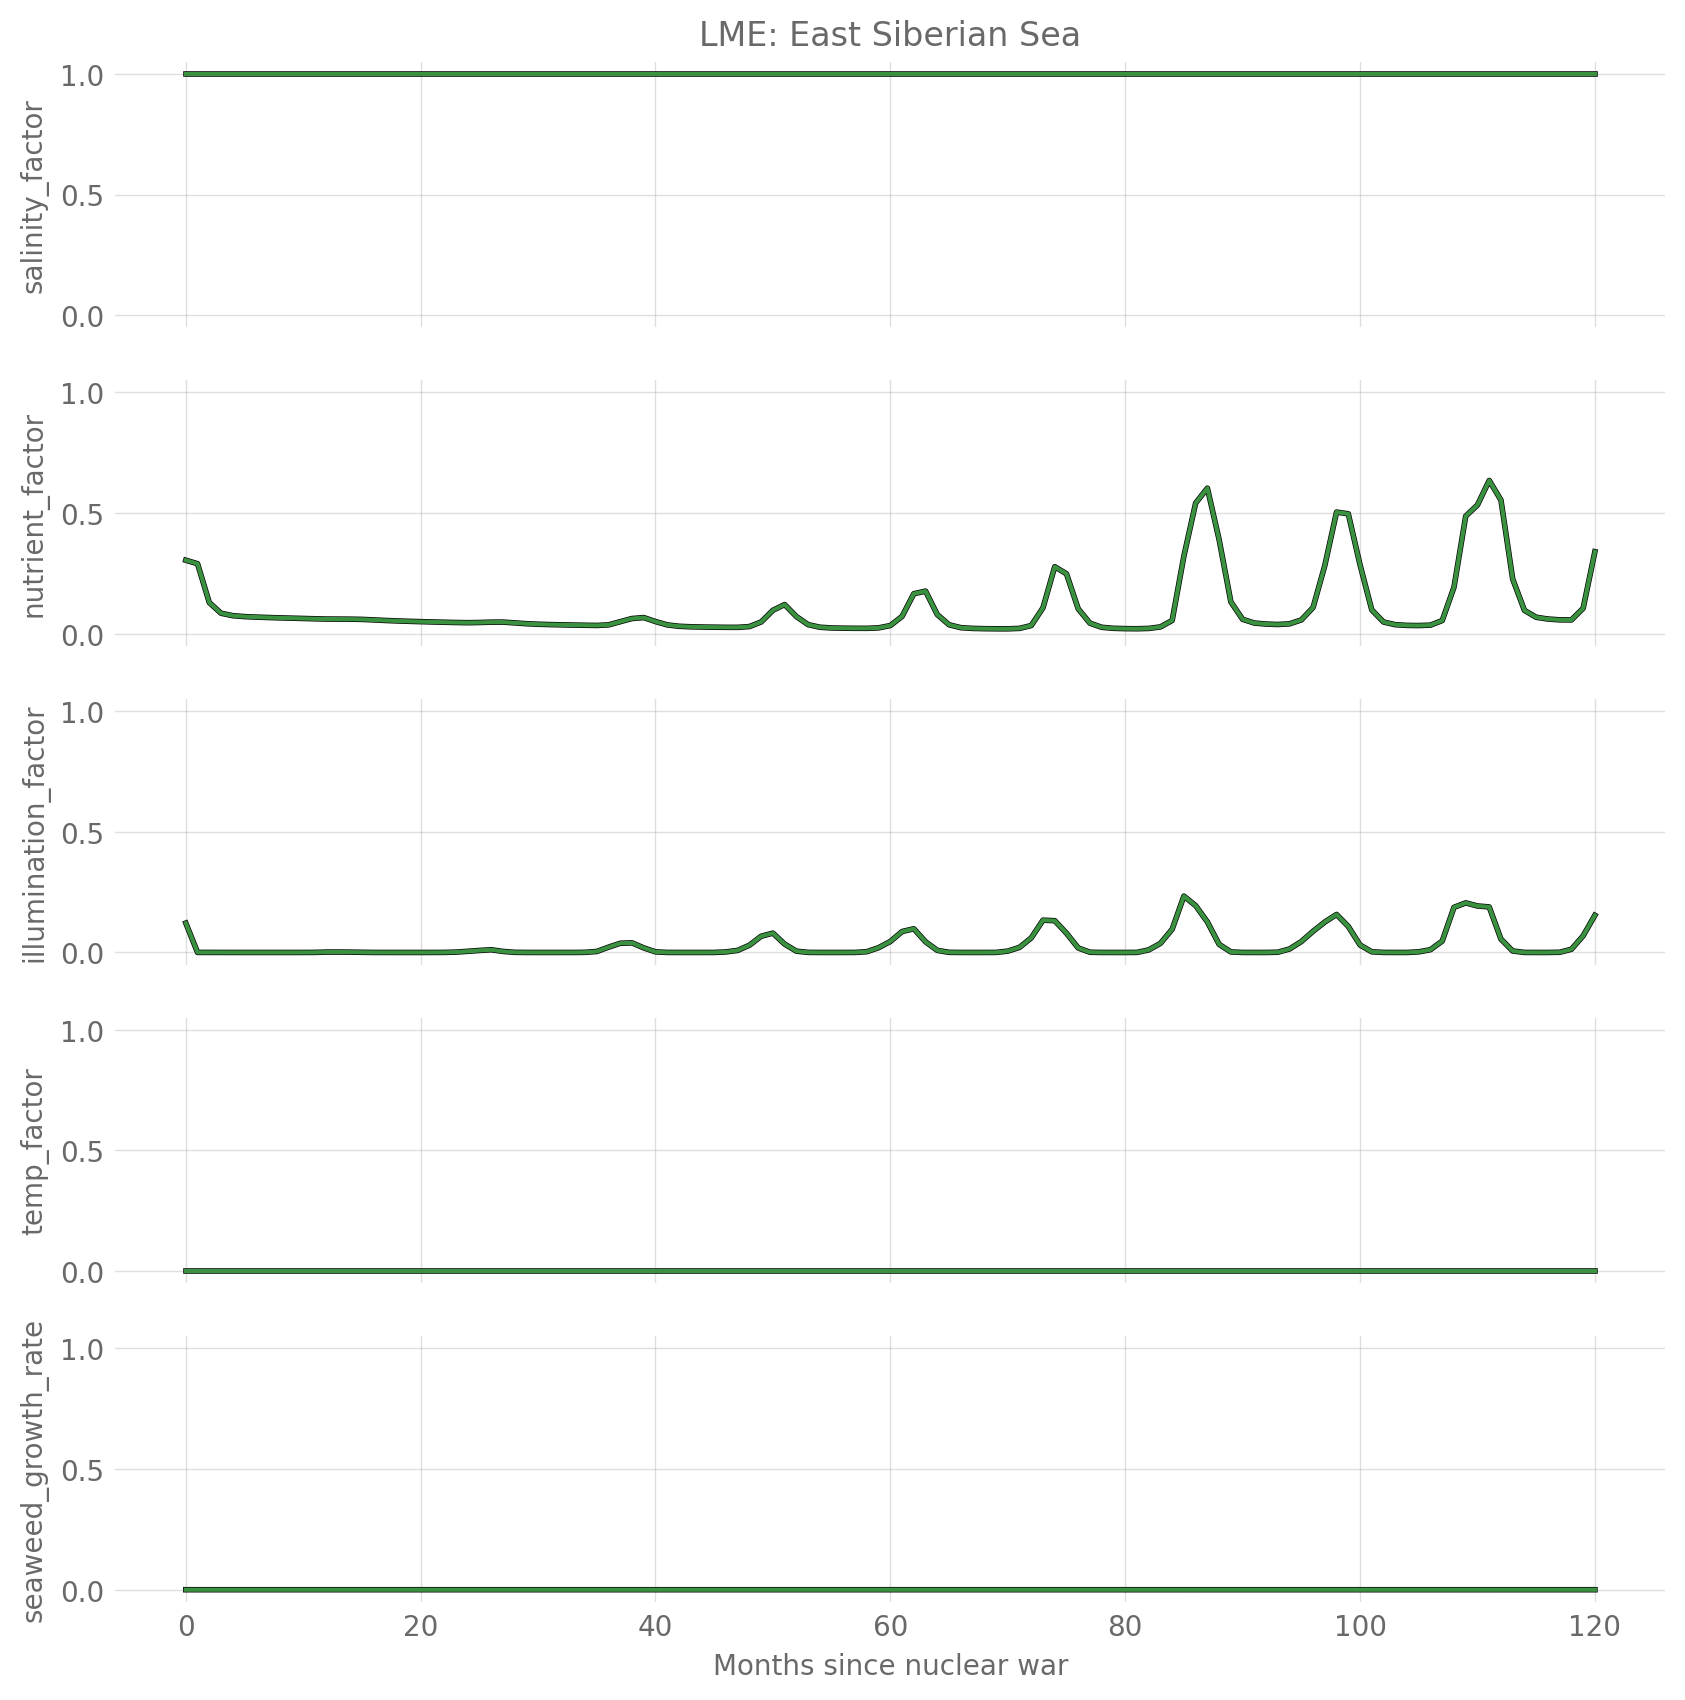 LME: East Siberian Sea
1.0
0.5
0.0
salinity_factor
1.0
0.5
0.0
nutrient_factor
1.0
0.5
0.0
illumination_factor
1.0
0.5
0.0
temp_factor
1.0
0.5
0.0
seaweed_growth_rate
0 20 40 60 80 100 120
Months since nuclear war